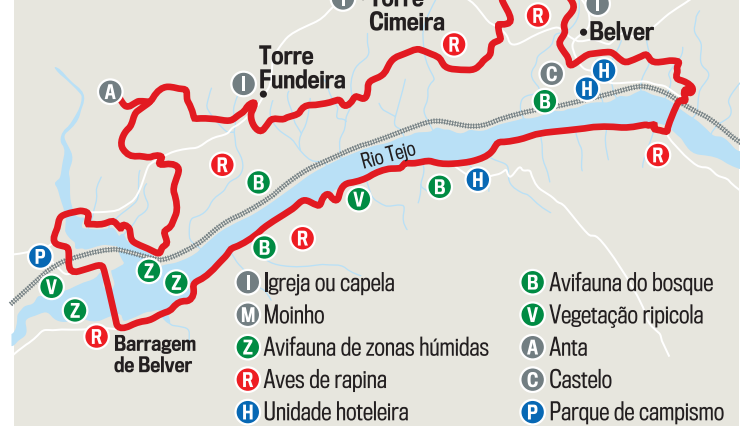 I
Torre
Cimeira
R
R
I
Belver
Torre
Fundeira
I
A
C
H
H
B
R
Rio Tejo
R
B
V
B
H
B
R
P
Z
Z
V
Z
R
Barragem
de Belver
I Igreja ou capela
M Moinho
Z Avifauna de zonas húmidas
R Aves de rapina
H Unidade hoteleira
B Avifauna do bosque
V Vegetação ripicola
A Anta
C Castelo
P Parque de campismo